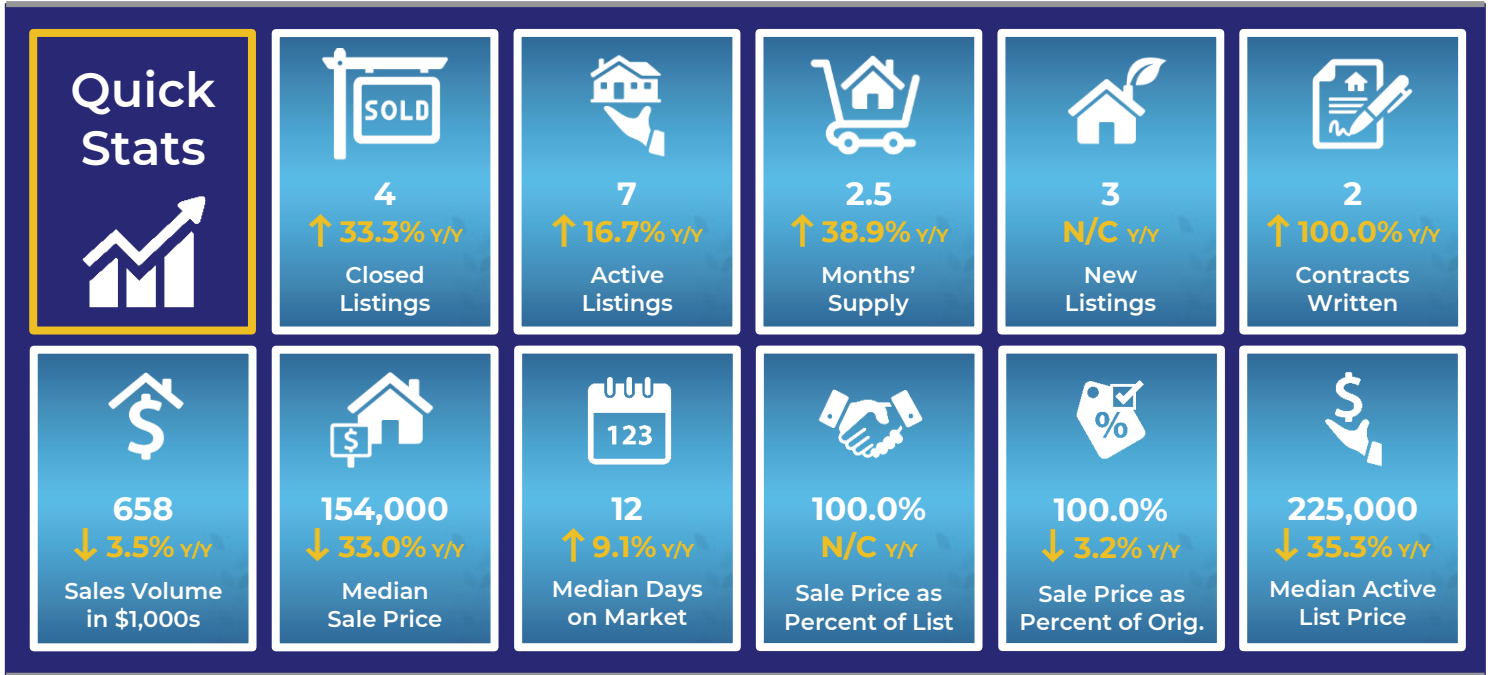 Quick
Stats
SOLD
4
↑ 33.3% Y/Y
Closed
Listings
7
↑ 16.7% Y/Y
Active
Listings
2.5
↑ 38.9% Y/Y
Months’
Supply
3
N/C Y/Y
New
Listings
2
↑ 100.0% Y/Y
Contracts
Written
$
658
↓ 3.5% Y/Y
Sales Volume
in $1,000s
$
154,000
↓ 33.0% Y/Y
Median
Sale Price
123
12
↑ 9.1% Y/Y
Median Days
on Market
100.0%
N/C Y/Y
Sale Price as
Percent of List
%
100.0%
↓ 3.2% Y/Y
Sale Price as
Percent of Orig.
$
225,000
↓ 35.3% Y/Y
Median Active
List Price